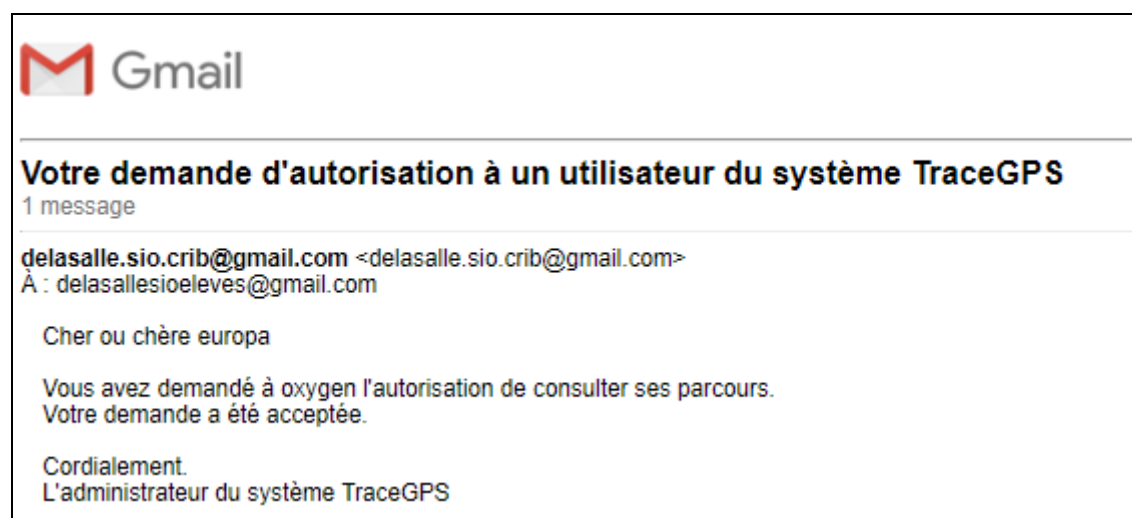 Gmail
Votre demande d'autorisation à un utilisateur du système TraceGPS
1 message
delasalle.sio.crib@gmail.com <delasalle.sio.crib@gmail.com>
À : delasallesioeleves@gmail.com
Cher ou chère europa
Vous avez demandé à oxygen l'autorisation de consulter ses parcours.
Votre demande a été acceptée.
Cordialement.
L'administrateur du système TraceGPS